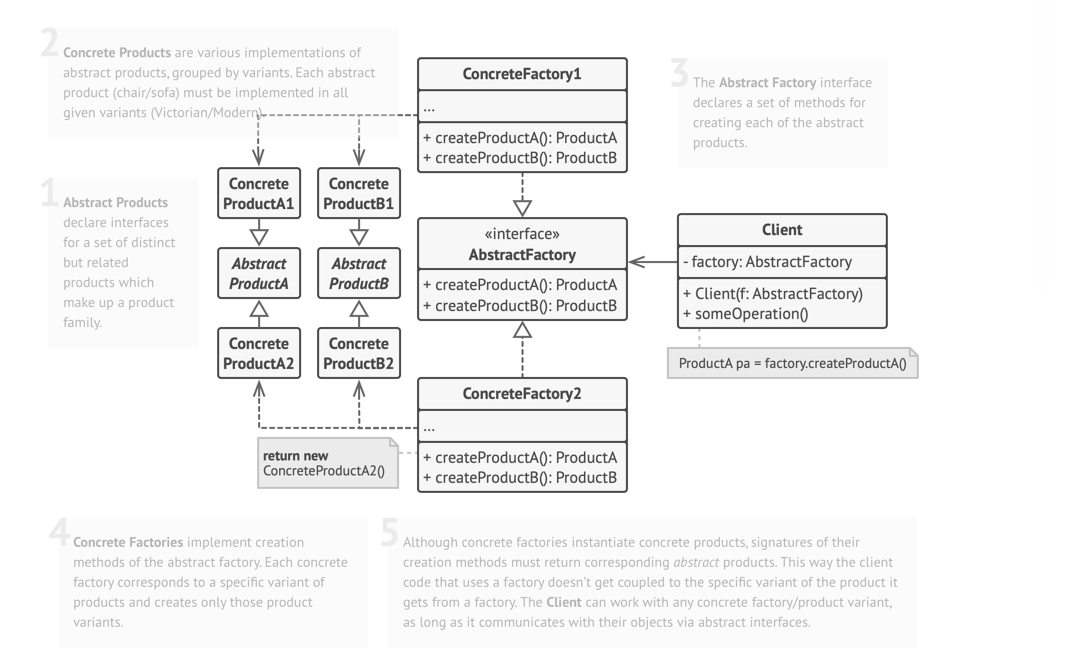 2
Concrete Products are various implementations of
abstract products, grouped by variants. Each abstract
product (chair/sofa) must be implemented in all
given variants (Victorian/Modern).
ConcreteFactory1
...
+ createProductA(): ProductA
+ createProductB(): ProductB
3
The Abstract Factory interface
declares a set of methods for
creating each of the abstract
products.
1
Abstract Products
declare interfaces
for a set of distinct
but related
products which
make up a product
family.
Concrete
ProductA1
Concrete
ProductB1
Abstract
ProductA
Abstract
ProductB
Concrete
ProductA2
Concrete
ProductB2
«interface»
AbstractFactory
+ createProductA(): ProductA
+ createProductB(): ProductB
Client
- factory: AbstractFactory
+ Client(f: AbstractFactory)
+ someOperation()
ProductA pa = factory.createProductA()
ConcreteFactory2
...
+ createProductA(): ProductA
+ createProductB(): ProductB
return new
ConcreteProductA2()
4
Concrete Factories implement creation
methods of the abstract factory. Each concrete
factory corresponds to a specific variant of
products and creates only those product
variants.
5
Although concrete factories instantiate concrete products, signatures of their
creation methods must return corresponding abstract products. This way the client
code that uses a factory doesn't get coupled to the specific variant of the product it
gets from a factory. The Client can work with any concrete factory/product variant,
as long as it communicates with their objects via abstract interfaces.